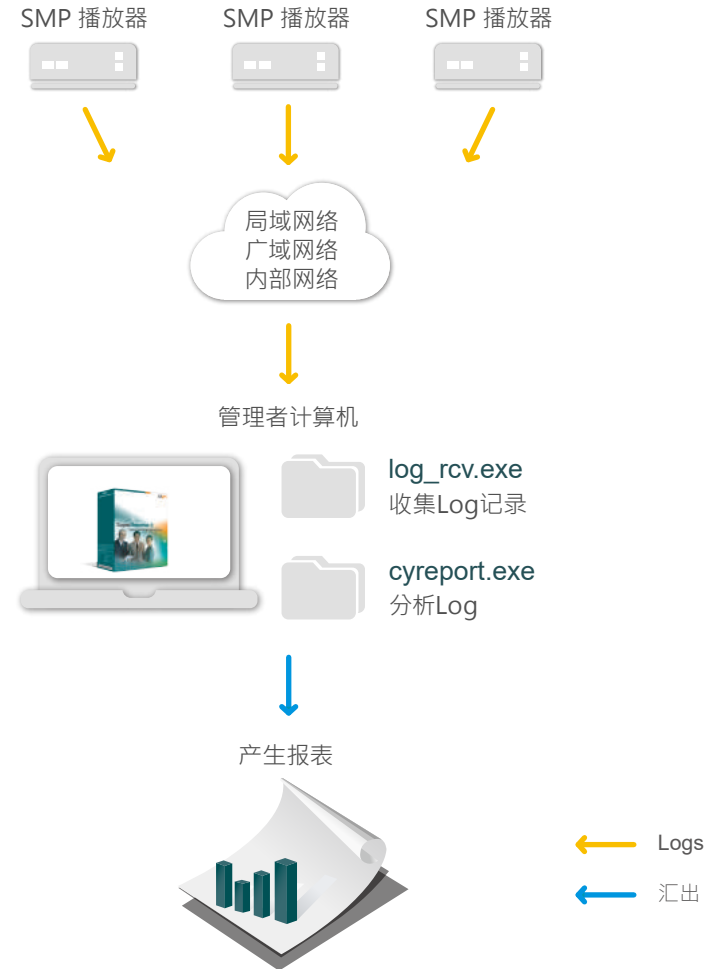 SMP 播放器
SMP 播放器
SMP 播放器
局域网络
广域网络
内部网络
管理者计算机
log_rcv.exe
收集Log记录
cyreport.exe
分析Log
产生报表
Logs
汇出